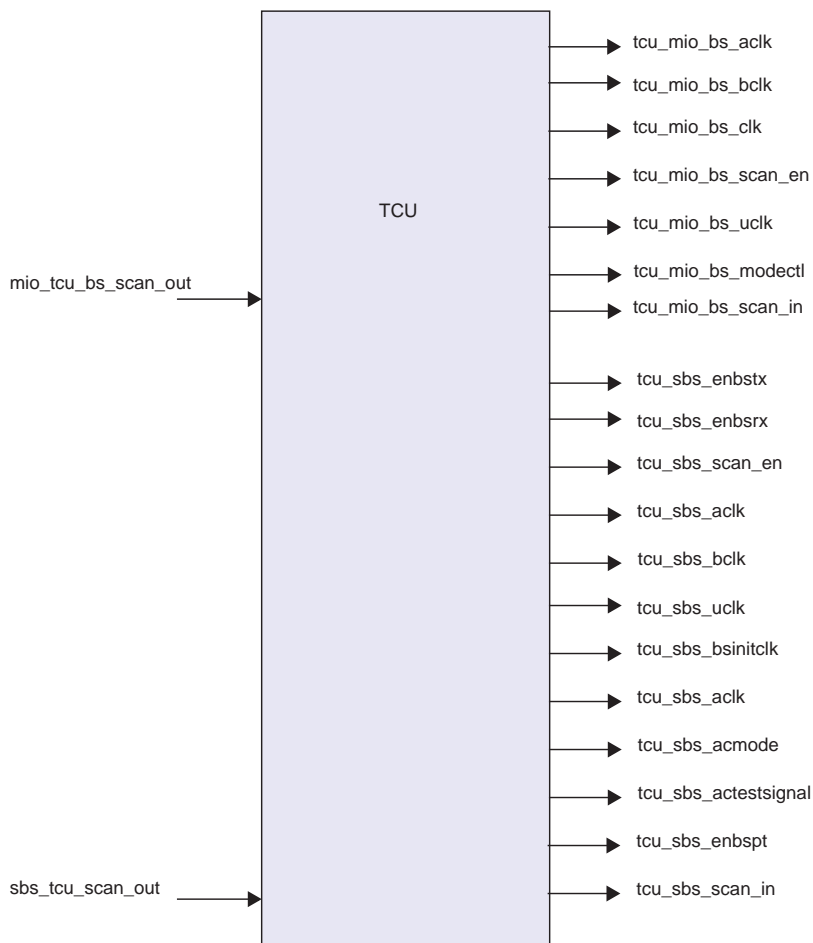 tcu_mio_bs_aclk
tcu_mio_bs_bclk
tcu_mio_bs_clk
tcu_mio_bs_scan_en
TCU
tcu_mio_bs_uclk
tcu_mio_bs_modectl
mio_tcu_bs_scan_out
tcu_mio_bs_scan_in
tcu_sbs_enbstx
tcu_sbs_enbsrx
tcu_sbs_scan_en
tcu_sbs_aclk
tcu_sbs_bclk
tcu_sbs_uclk
tcu_sbs_bsinitclk
tcu_sbs_aclk
tcu_sbs_acmode
tcu_sbs_actestsignal
tcu_sbs_enbspt
sbs_tcu_scan_out
tcu_sbs_scan_in